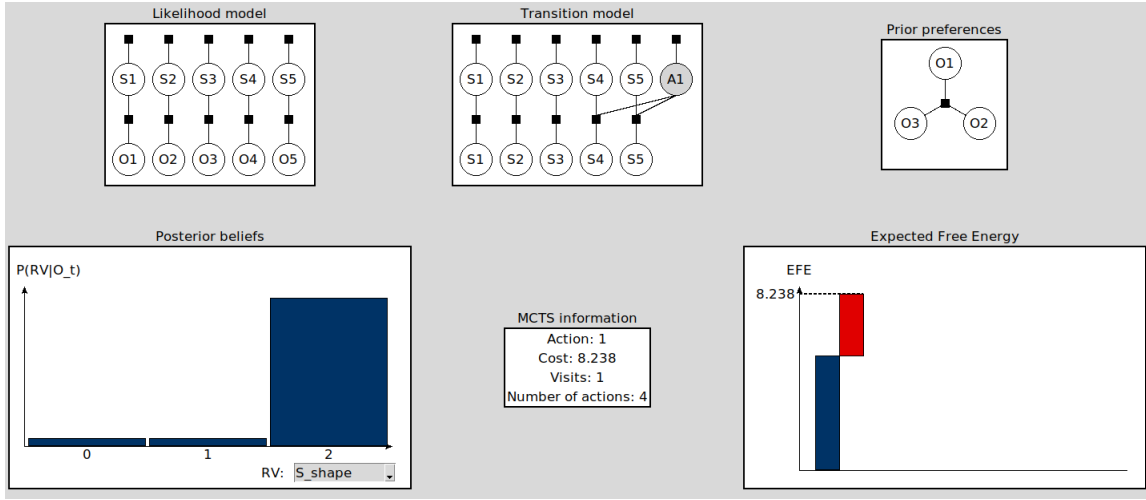 Likelihood model
S1 S2 S3 S4 S5
O1 O2 O3 O4 O5
Transition model
S1 S2 S3 S4 S5 A1
S1 S2 S3 S4 S5
Prior preferences
O1
O3 O2
Posterior beliefs
P(RV|O_t)
0 1 2
RV: S_shape
MCTS information
Action: 1
Cost: 8.238
Visits: 1
Number of actions: 4
Expected Free Energy
EFE
8.238